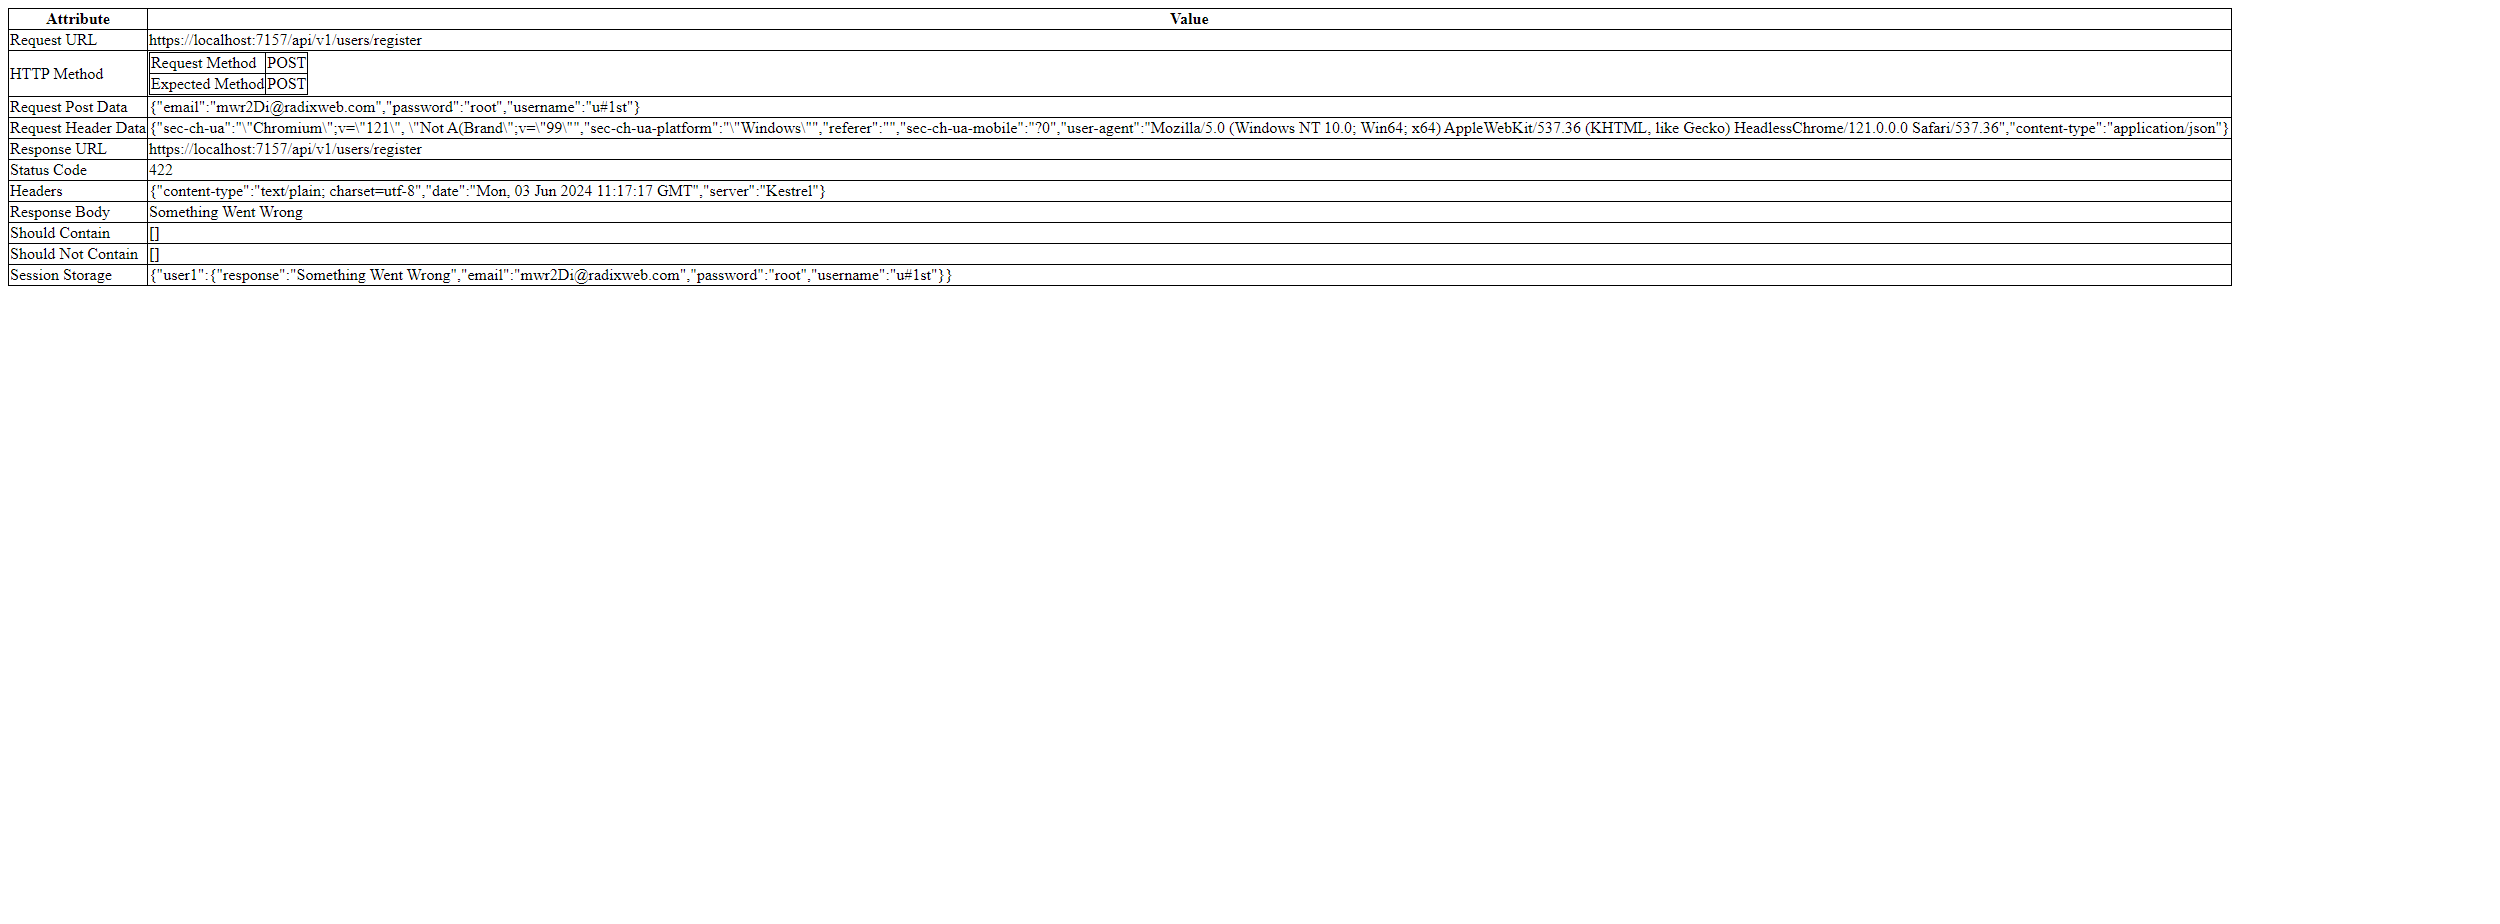 Attribute Value
Request URL https://localhost:7157/api/v1/users/register
HTTP Method
Request Method POST
Expected Method POST
Request Post Data {"email":"mwr2Di@radixweb.com","password":"root","username":"u#1st"}
Request Header Data {"sec-ch-ua":"\"Chromium\";v=\"121\", \"Not A(Brand\";v=\"99\"","sec-ch-ua-platform":"\"Windows\"","referer":"","sec-ch-ua-mobile":"?0","user-agent":"Mozilla/5.0 (Windows NT 10.0; Win64; x64) AppleWebKit/537.36 (KHTML, like Gecko) HeadlessChrome/121.0.0.0 Safari/537.36","content-type":"application/json"}
Response URL https://localhost:7157/api/v1/users/register
Status Code 422
Headers {"content-type":"text/plain; charset=utf-8","date":"Mon, 03 Jun 2024 11:17:17 GMT","server":"Kestrel"}
Response Body Something Went Wrong
Should Contain []
Should Not Contain []
Session Storage {"user1":{"response":"Something Went Wrong","email":"mwr2Di@radixweb.com","password":"root","username":"u#1st"}}